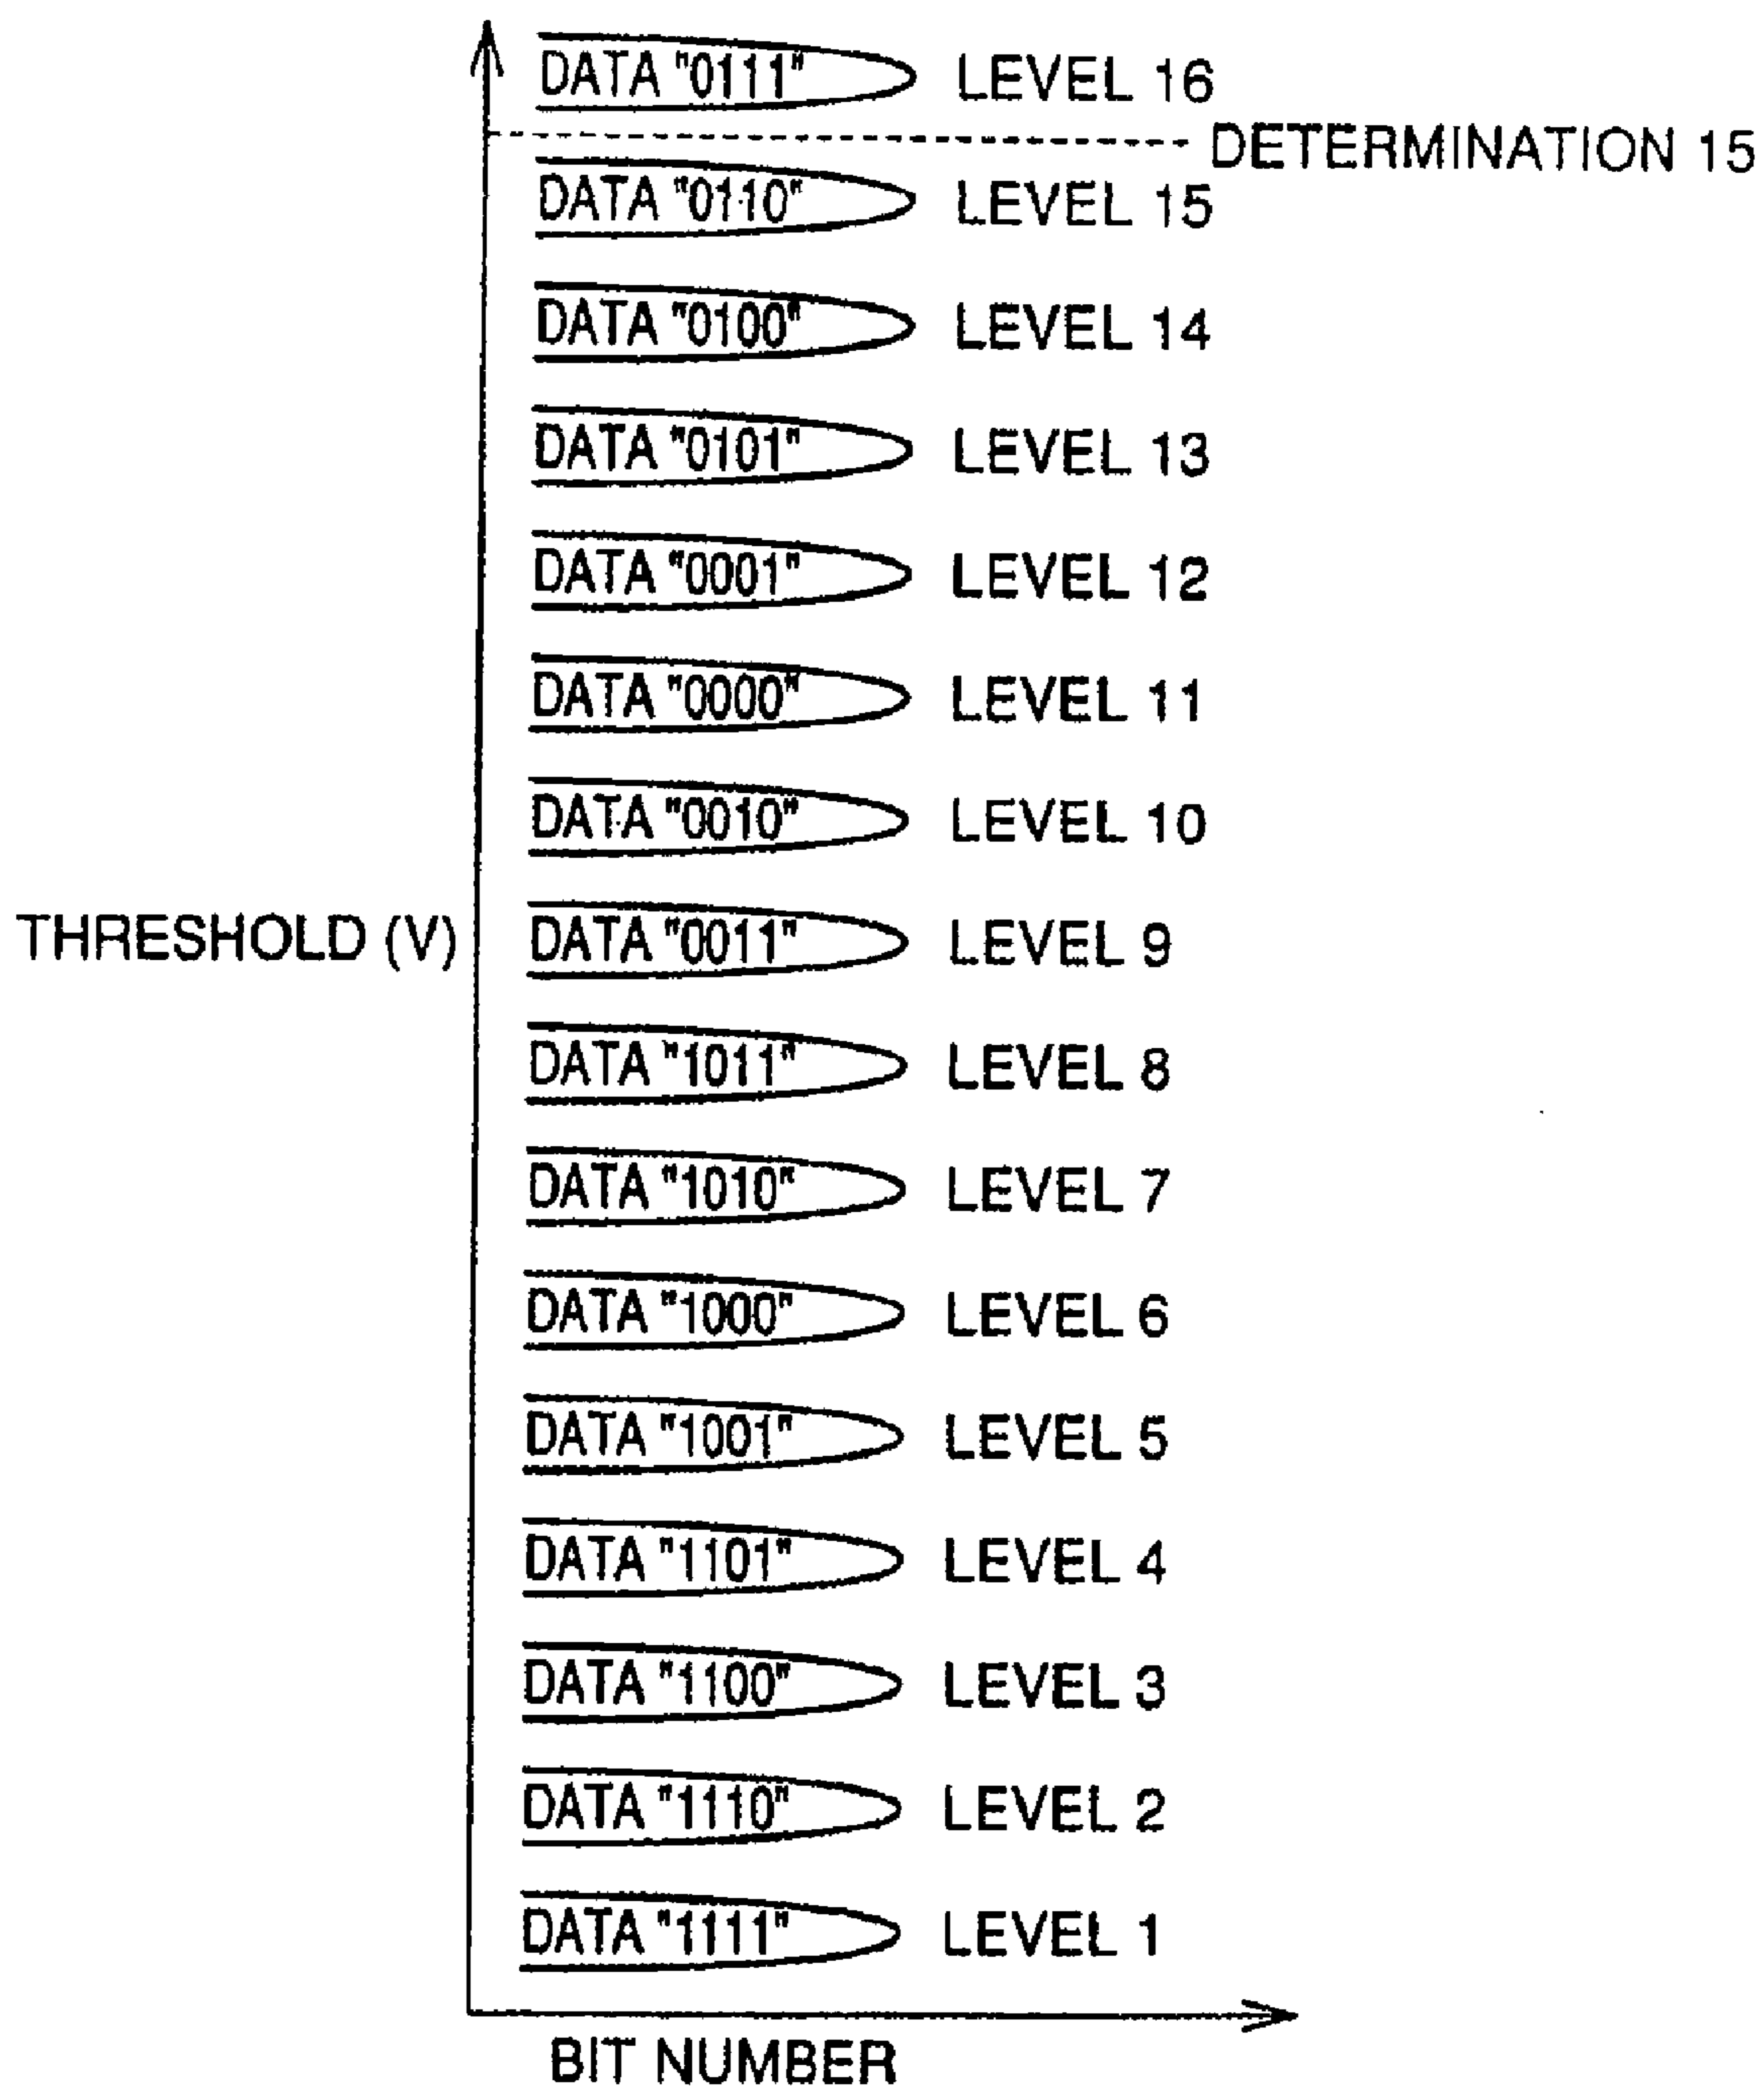 DATA "0111" LEVEL 16
DETERMINATION 15
DATA "0110" LEVEL 15
DATA "0100" LEVEL 14
DATA "0101" LEVEL 13
DATA "0001" LEVEL 12
DATA "0000" LEVEL 11
DATA "0010" LEVEL 10
THRESHOLD (V) DATA "0011" LEVEL 9
DATA "1011" LEVEL 8
DATA "1010" LEVEL 7
DATA "1000" LEVEL 6
DATA "1001" LEVEL 5
DATA "1101" LEVEL 4
DATA "1100" LEVEL 3
DATA "1110" LEVEL 2
DATA "1111" LEVEL 1
BIT NUMBER